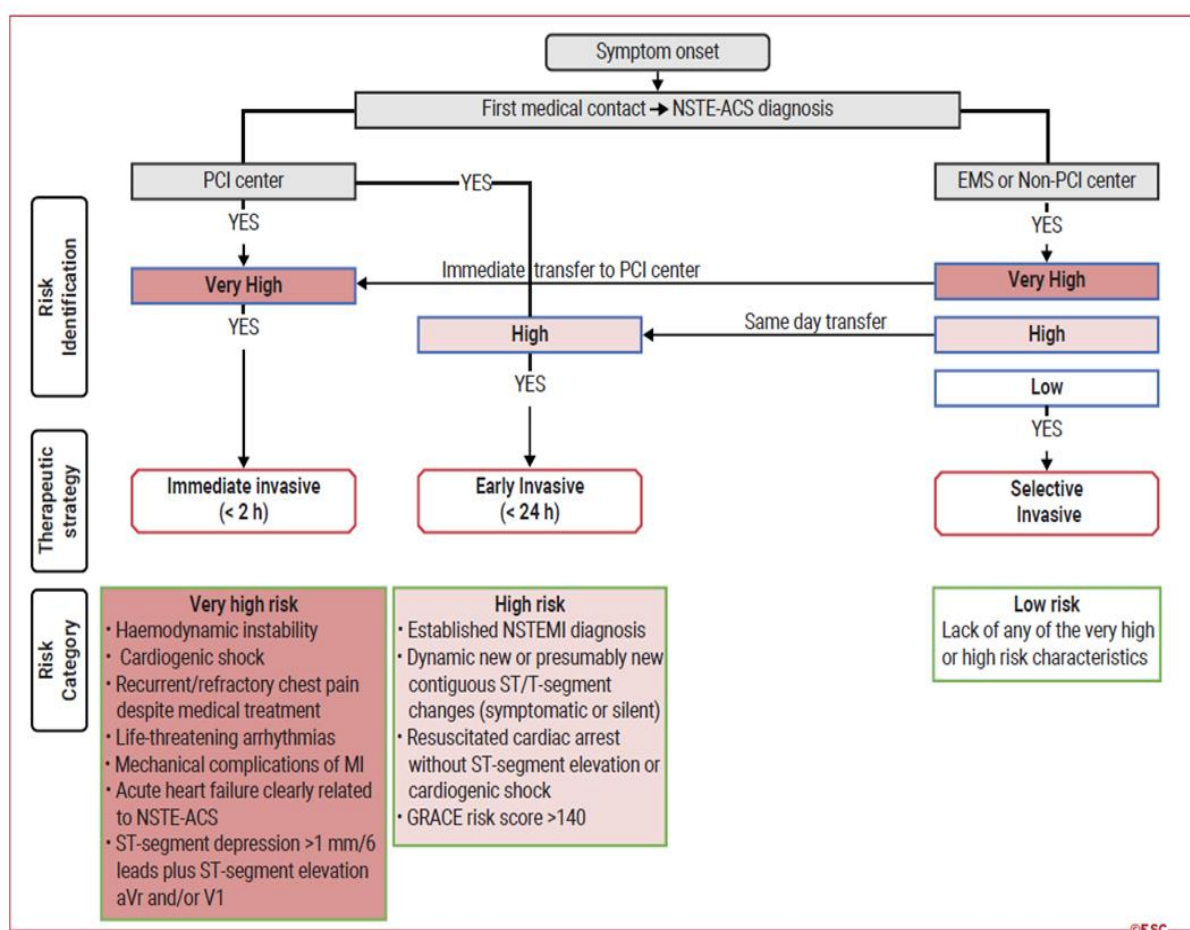 Symptom onset
First medical contact → NSTE-ACS diagnosis
PCI center
YES
EMS or Non-PCI center
YES
YES
Risk
Identification
Very High
Immediate transfer to PCI center
Very High
YES
High
Same day transfer
High
YES
Low
YES
Therapeutic
strategy
Immediate invasive
(< 2 h)
Early Invasive
(< 24 h)
Selective
Invasive
Risk
Category
Very high risk
• Haemodynamic instability
• Cardiogenic shock
• Recurrent/refractory chest pain
despite medical treatment
• Life-threatening arrhythmias
• Mechanical complications of MI
• Acute heart failure clearly related
to NSTE-ACS
• ST-segment depression >1 mm/6
leads plus ST-segment elevation
aVr and/or V1
High risk
• Established NSTEMI diagnosis
• Dynamic new or presumably new
contiguous ST/T-segment
changes (symptomatic or silent)
• Resuscitated cardiac arrest
without ST-segment elevation or
cardiogenic shock
• GRACE risk score >140
Low risk
Lack of any of the very high
or high risk characteristics
©ESC